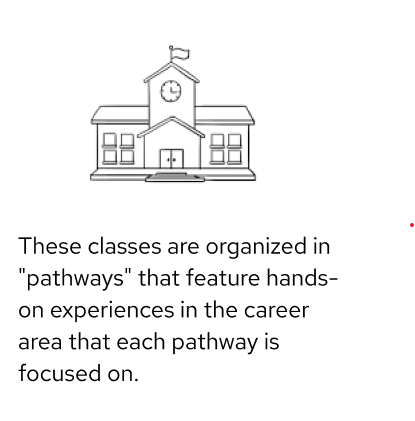 These classes are organized in
"pathways" that feature hands-
on experiences in the career
area that each pathway is
focused on.